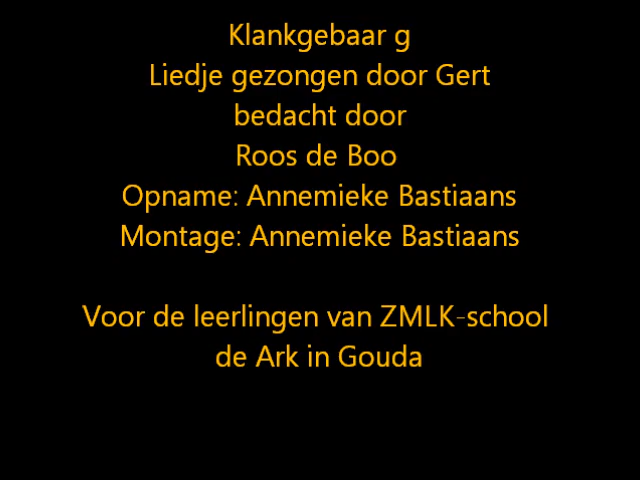 Klankgebaar g
Liedje gezongen door Gert
bedacht door
Roos de Boo
Opname: Annemieke Bastiaans
Montage: Annemieke Bastiaans
Voor de leerlingen van ZMLK-school
de Ark in Gouda